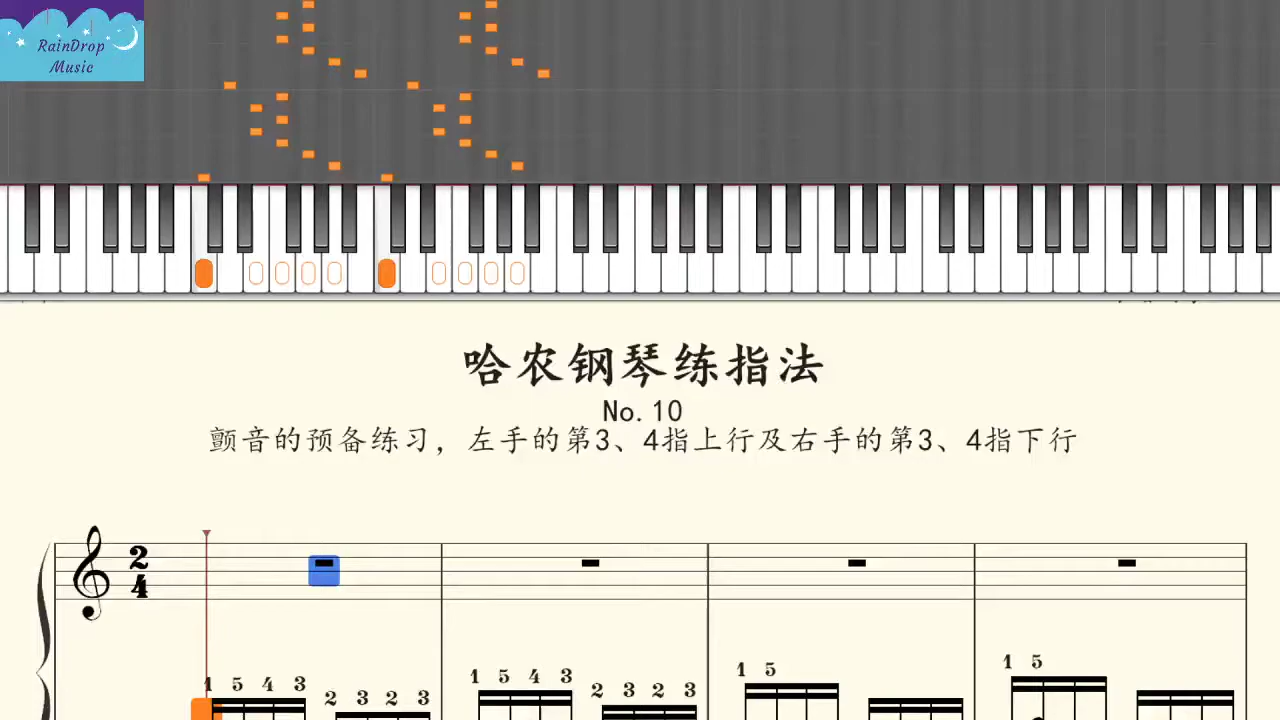 RainDrop
Music
哈农钢琴练指法
No.10
颤音的预备练习，左手的第3、4指上行及右手的第3、4指下行
2
4
1 5 4 3 2 3 2 3 1 5 4 3 2 3 2 3 1 5 1 5